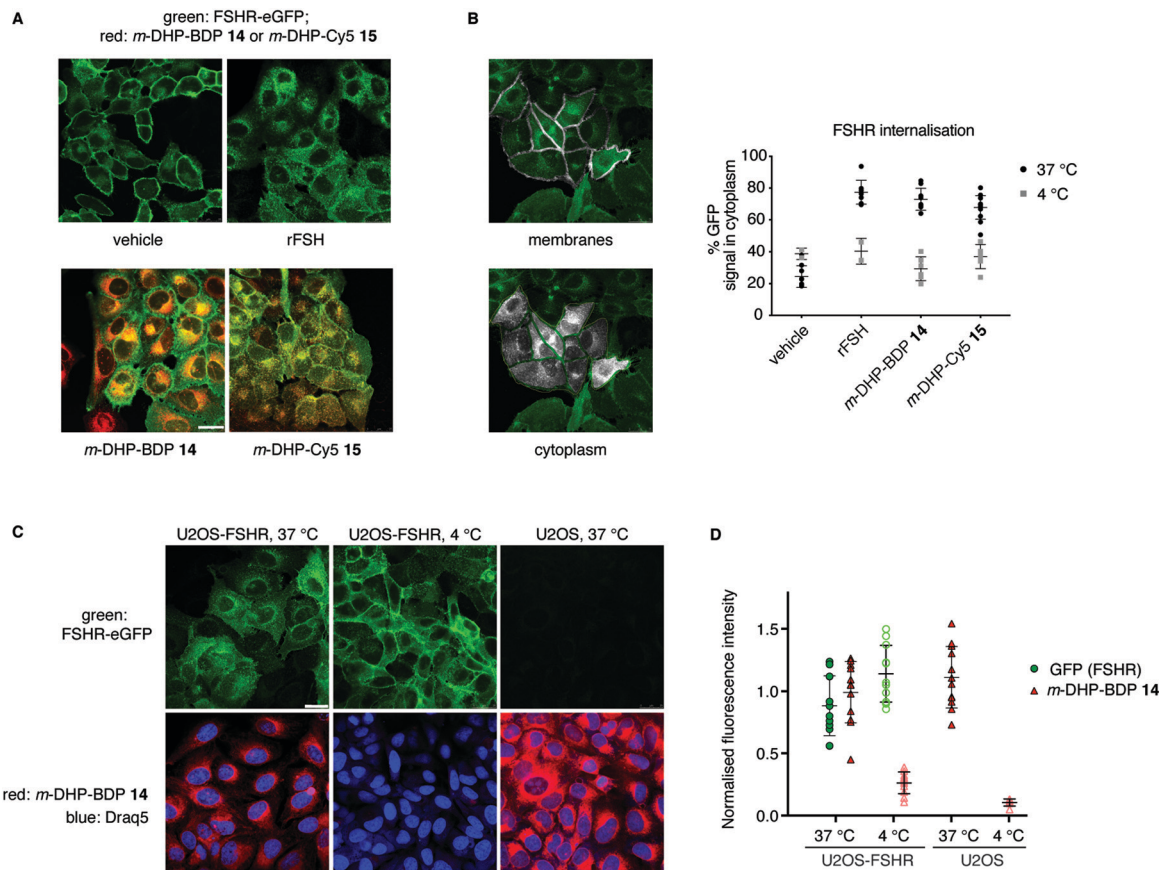 A
green: FSHR-eGFP;
red: m-DHP-BDP 14 or m-DHP-Cy5 15
vehicle
rFSH
m-DHP-BDP 14
m-DHP-Cy5 15
B
membranes
cytoplasm
FSHR internalisation
37 °C
4 °C
% GFP
signal in cytoplasm
100
80
60
40
20
0
vehicle
rFSH
m-DHP-BDP 14
m-DHP-Cy5 15
C
U2OS-FSHR, 37 °C
U2OS-FSHR, 4 °C
U2OS, 37 °C
green:
FSHR-eGFP
red: m-DHP-BDP 14
blue: Draq5
D
Normalised fluorescence intensity
1.5
1.0
0.5
0.0
GFP (FSHR)
m-DHP-BDP 14
37 °C
4 °C
37 °C
4 °C
U2OS-FSHR
U2OS